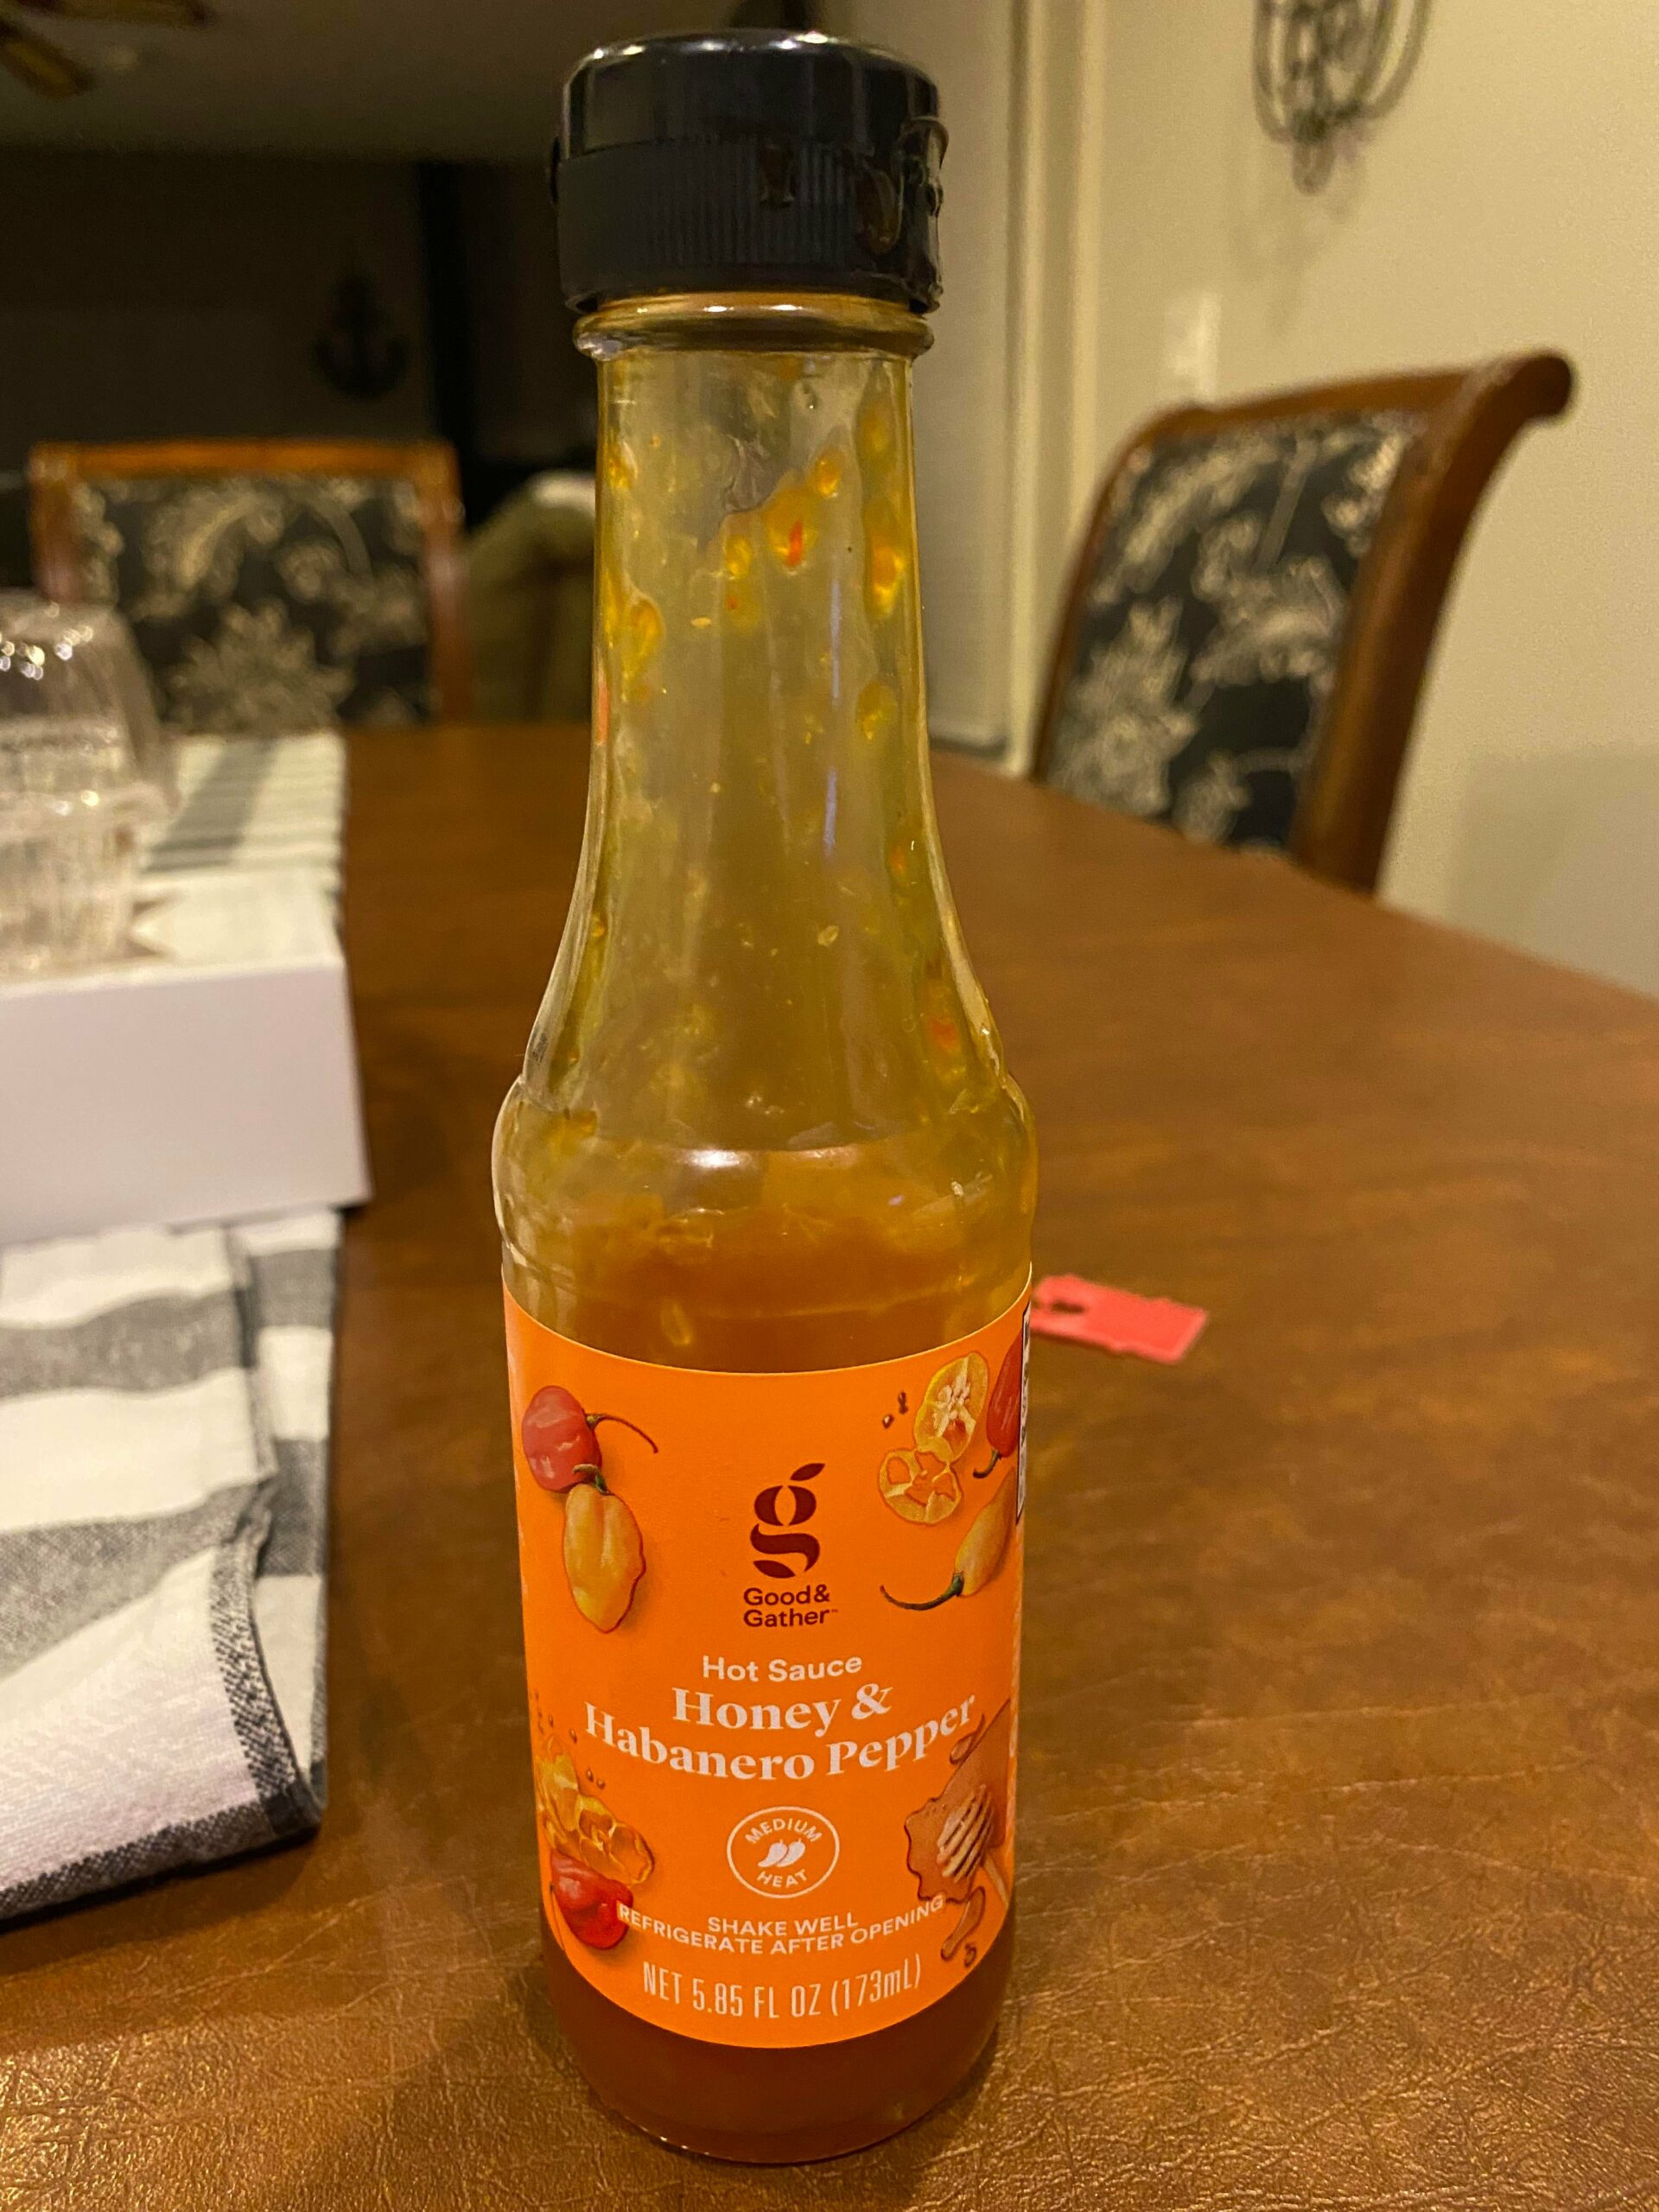 Good&
Gather™
Hot Sauce
Honey &
Habanero Pepper
MEDIUM
HEAT
SHAKE WELL
REFRIGERATE AFTER OPENING
NET 5.85 FL OZ (173mL)